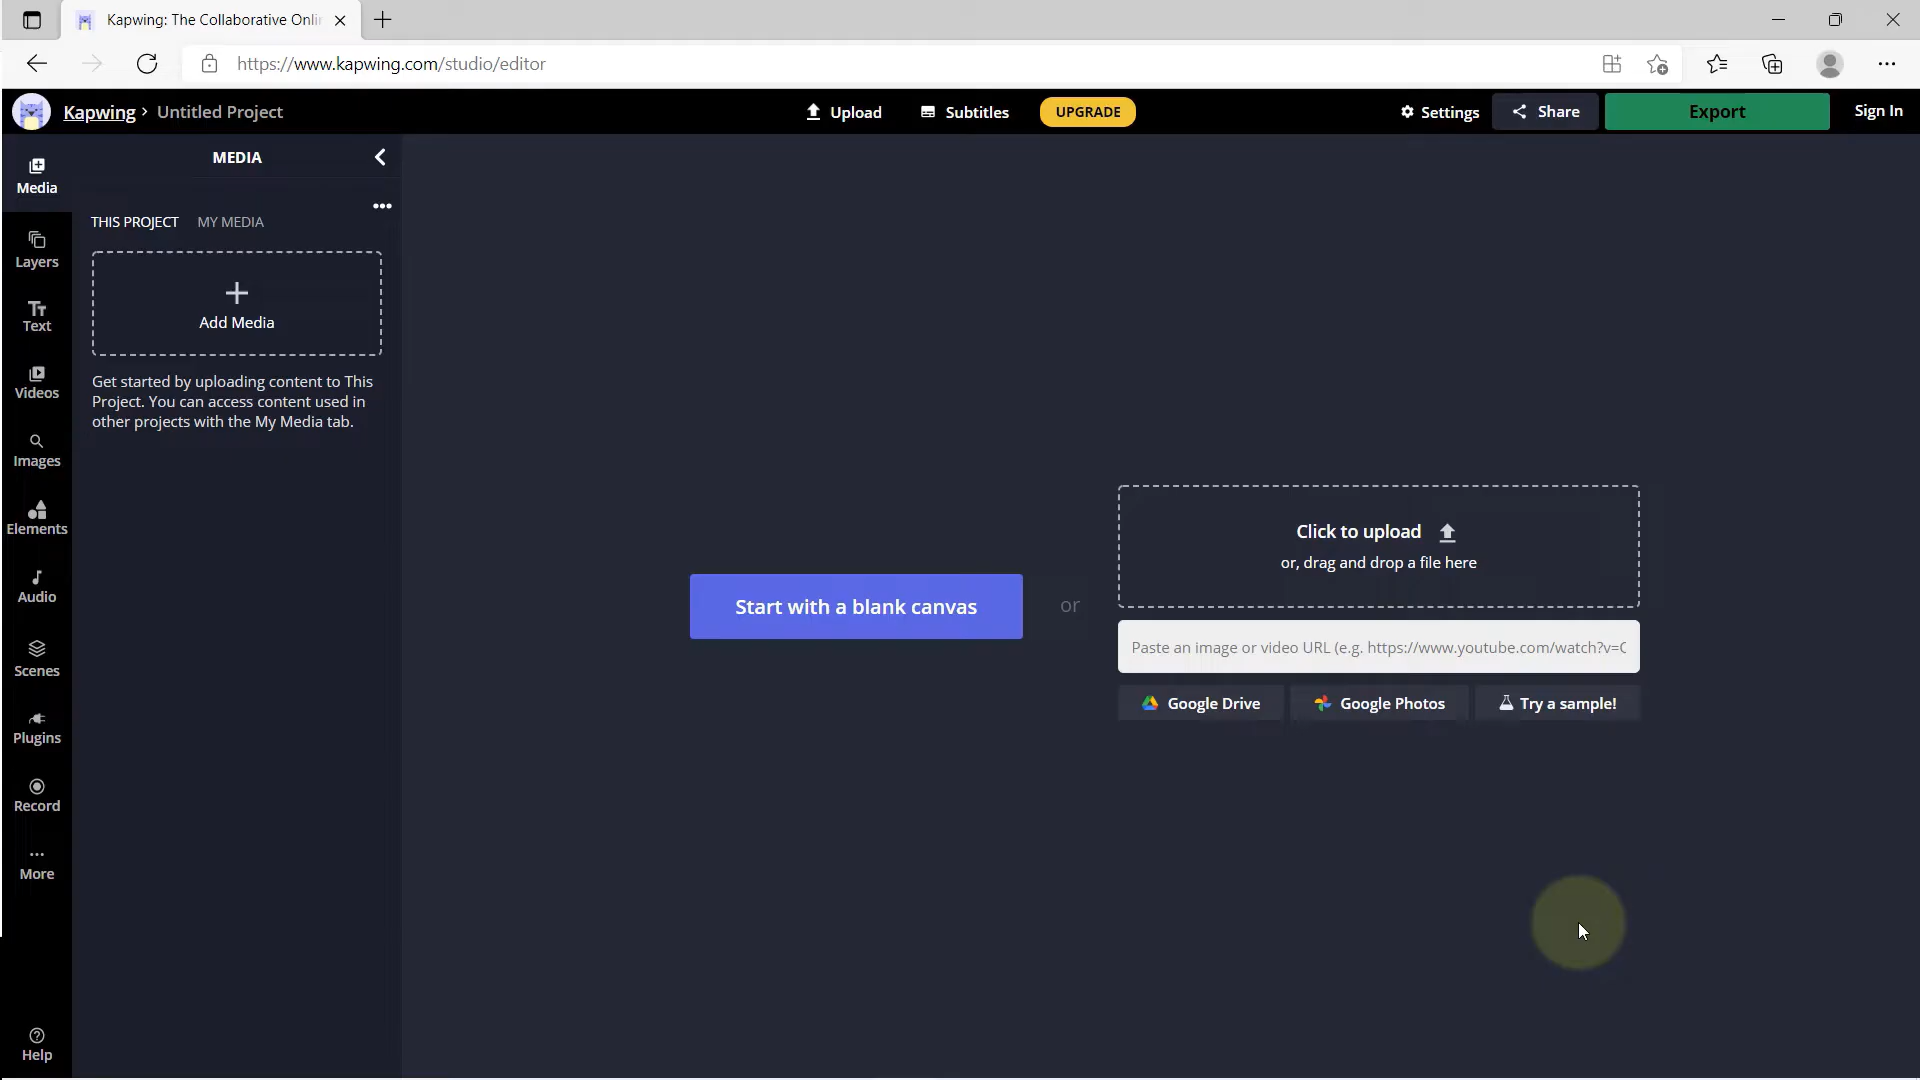 Kapwing: The Collaborative Onlin
https://www.kapwing.com/studio/editor
Kapwing > Untitled Project
Upload
Subtitles
UPGRADE
Settings
Share
Export
Sign In
Media
Layers
Text
Videos
Images
Elements
Audio
Scenes
Plugins
Record
More
Help
MEDIA
THIS PROJECT
MY MEDIA
Add Media
Get started by uploading content to This
Project. You can access content used in
other projects with the My Media tab.
Start with a blank canvas
or
Click to upload
or, drag and drop a file here
Paste an image or video URL (e.g. https://www.youtube.com/watch?v=C
Google Drive
Google Photos
Try a sample!